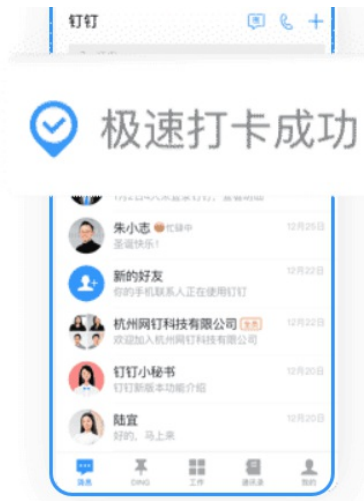 钉钉
极速打卡成功
朱小志 忙碌中 12月25日
圣诞快乐!
新的好友 12月22日
你的手机联系人正在使用钉钉
杭州网钉科技有限公司 全员 12月22日
欢迎加入杭州网钉科技有限公司
钉钉小秘书 12月20日
钉钉新版本功能介绍
陆宜 12月20日
好的，马上来
消息 DING 工作 通讯录 我的